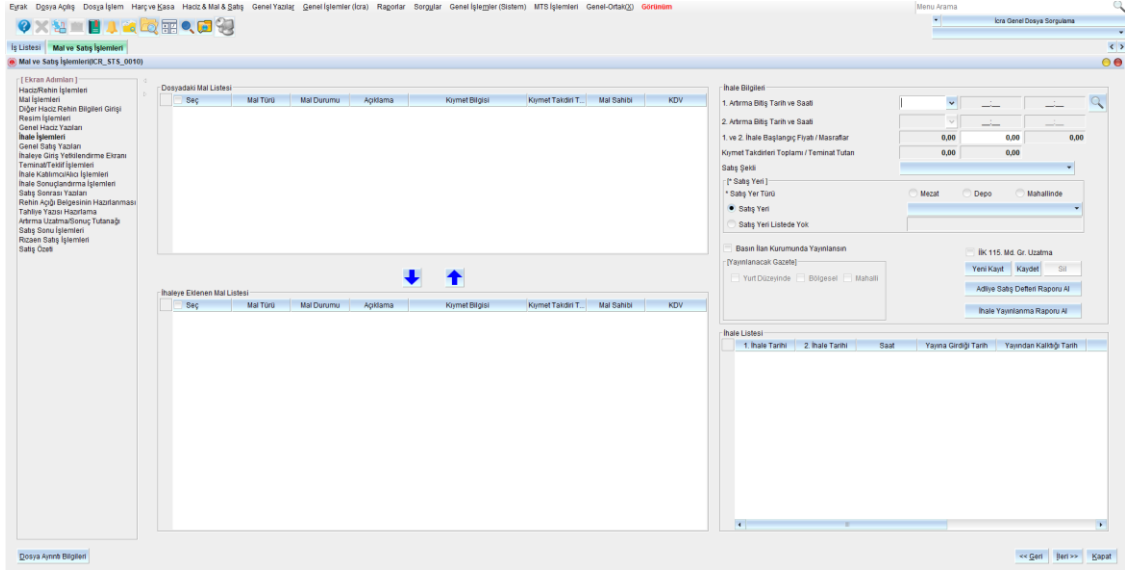 Evrak Dosya Açılış Dosya İşlem Harç ve Kasa Haciz & Mal & Satış Genel Yazılar Genel İşlemler (İcra) Raporlar Sorgular Genel İşlemler (Sistem) MTS İşlemleri Genel-Ortak(X) Görünüm
Menu Arama
İcra Genel Dosya Sorgulama
İş Listesi Mal ve Satış İşlemleri
Mal ve Satış İşlemleri(ICR_STS_0010)
[ Ekran Adımları ]
Haciz/Rehin İşlemleri
Mal İşlemleri
Diğer Haciz Rehin Bilgileri Girişi
Resim İşlemleri
Genel Haciz Yazıları
İhale İşlemleri
Genel Satış Yazıları
İhaleye Giriş Yetkilendirme Ekranı
Teminat/Teklif İşlemleri
İhale Katılımcı/Alıcı İşlemleri
İhale Sonuçlandırma İşlemleri
Satış Sonrası Yazıları
Rehin Açığı Belgesinin Hazırlanması
Tahliye Yazısı Hazırlama
Artırma Uzatma/Sonuç Tutanağı
Satış Sonu İşlemleri
Rızaen Satış İşlemleri
Satış Özeti
Dosyadaki Mal Listesi
Seç Mal Türü Mal Durumu Açıklama Kıymet Bilgisi Kıymet Takdiri T... Mal Sahibi KDV
İhaleye Eklenen Mal Listesi
Seç Mal Türü Mal Durumu Açıklama Kıymet Bilgisi Kıymet Takdiri T... Mal Sahibi KDV
İhale Bilgileri
1. Artırma Bitiş Tarih ve Saati __:__ __:__
2. Artırma Bitiş Tarih ve Saati __:__ __:__
1. ve 2. İhale Başlangıç Fiyatı / Masraflar 0,00 0,00 0,00
Kıymet Takdirleri Toplamı / Teminat Tutarı 0,00 0,00
Satış Şekli
[* Satış Yeri ]
* Satış Yer Türü Mezat Depo Mahallinde
Satış Yeri
Satış Yeri Listede Yok
Basın İlan Kurumunda Yayınlansın
İİK 115. Md. Gr. Uzatma
[Yayınlanacak Gazete]
Yurt Düzeyinde Bölgesel Mahalli
Yeni Kayıt Kaydet Sil
Adliye Satış Defteri Raporu Al
İhale Yayınlanma Raporu Al
İhale Listesi
1. İhale Tarihi 2. İhale Tarihi Saat Yayına Girdiği Tarih Yayından Kalktığı Tarih
Dosya Ayrıntı Bilgileri
<< Geri İleri >> Kapat